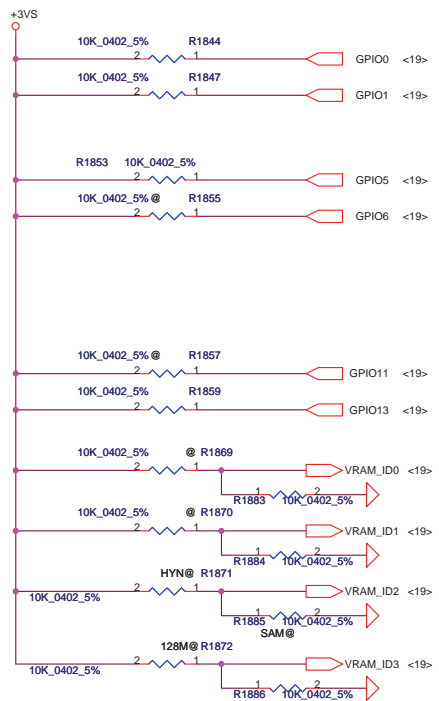 +3VS
10K_0402_5% R1844
2 1 GPIO0 <19>
10K_0402_5% R1847
2 1 GPIO1 <19>
R1853 10K_0402_5%
2 1 GPIO5 <19>
10K_0402_5% @ R1855
2 1 GPIO6 <19>
10K_0402_5% @ R1857
2 1 GPIO11 <19>
10K_0402_5% R1859
2 1 GPIO13 <19>
10K_0402_5% @ R1869
2 1 VRAM_ID0 <19>
1 2
R1883 10K_0402_5%
10K_0402_5% @ R1870
2 1 VRAM_ID1 <19>
1 2
R1884 10K_0402_5%
HYN@ R1871
2 1 VRAM_ID2 <19>
10K_0402_5%
1 2
R1885 10K_0402_5%
SAM@
128M@ R1872
2 1 VRAM_ID3 <19>
10K_0402_5%
1 2
R1886 10K_0402_5%